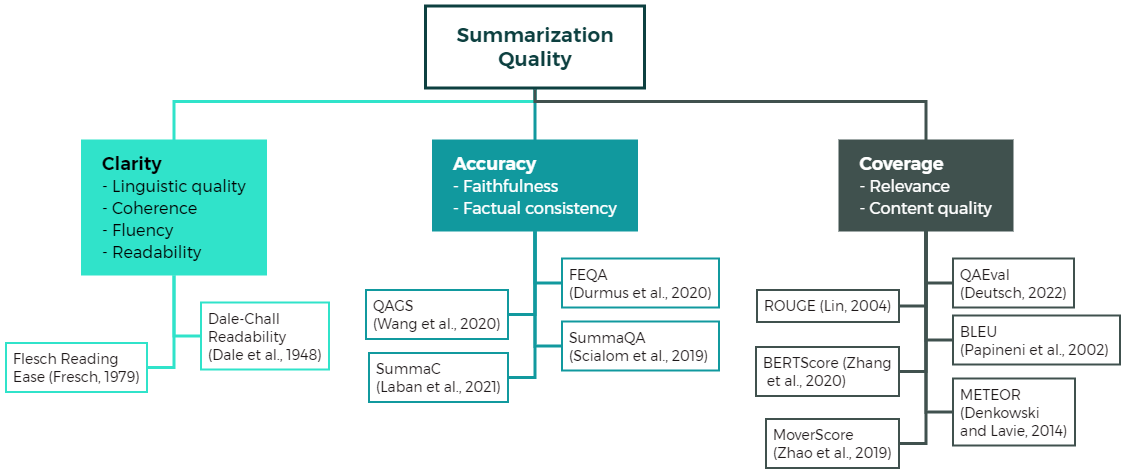 Summarization
Quality
Clarity
- Linguistic quality
- Coherence
- Fluency
- Readability
Accuracy
- Faithfulness
- Factual consistency
Coverage
- Relevance
- Content quality
Dale-Chall
Readability
(Dale et al., 1948)
Flesch Reading
Ease (Fresch, 1979)
FEQA
(Durmus et al., 2020)
QAGS
(Wang et al., 2020)
SummaQA
(Scialom et al., 2019)
SummaC
(Laban et al., 2021)
QAEval
(Deutsch, 2022)
ROUGE (Lin, 2004)
BLEU
(Papineni et al., 2002)
BERTScore (Zhang
et al., 2020)
METEOR
(Denkowski
and Lavie, 2014)
MoverScore
(Zhao et al., 2019)